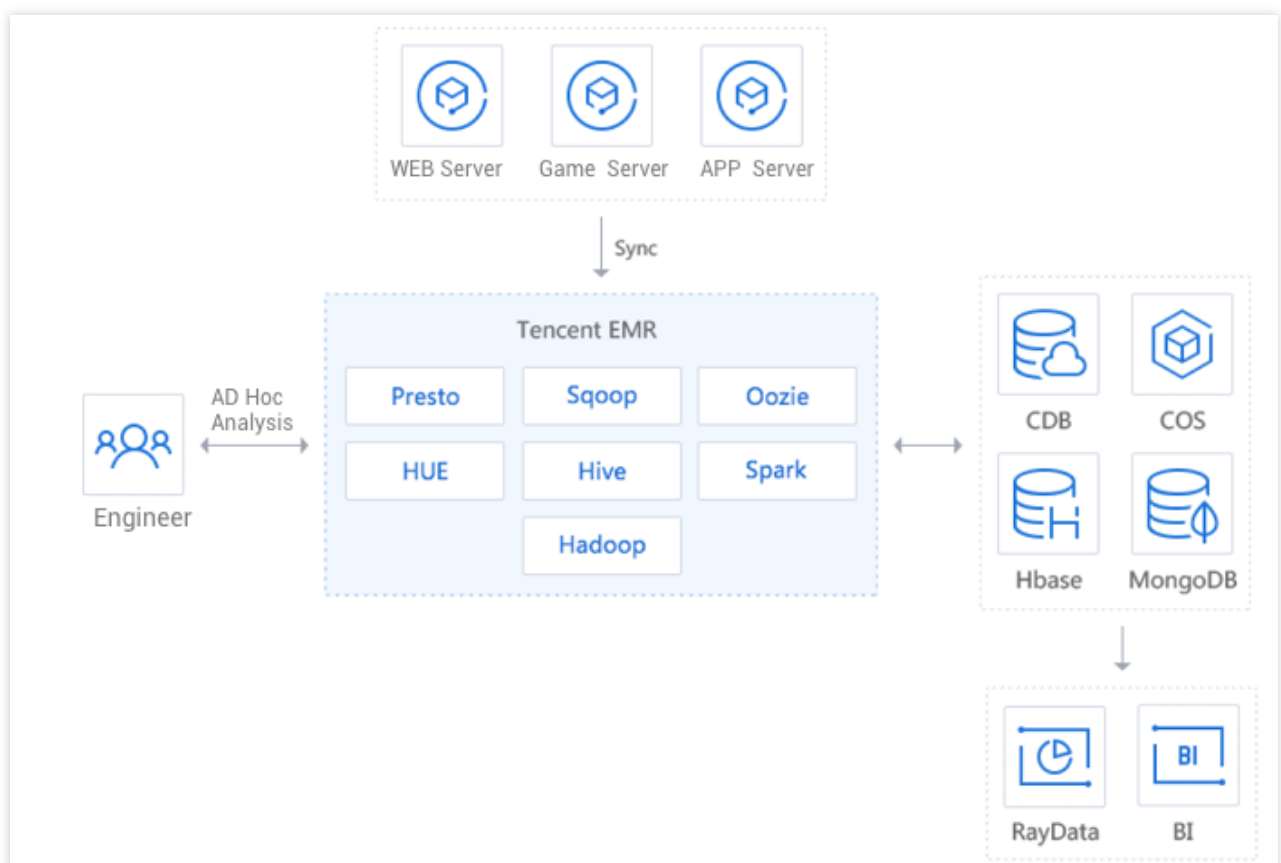 WEB Server
Game Server
APP Server
Sync
Tencent EMR
Presto
Sqoop
Oozie
HUE
Hive
Spark
Hadoop
AD Hoc
Analysis
Engineer
CDB
COS
Hbase
MongoDB
RayData
BI
BI